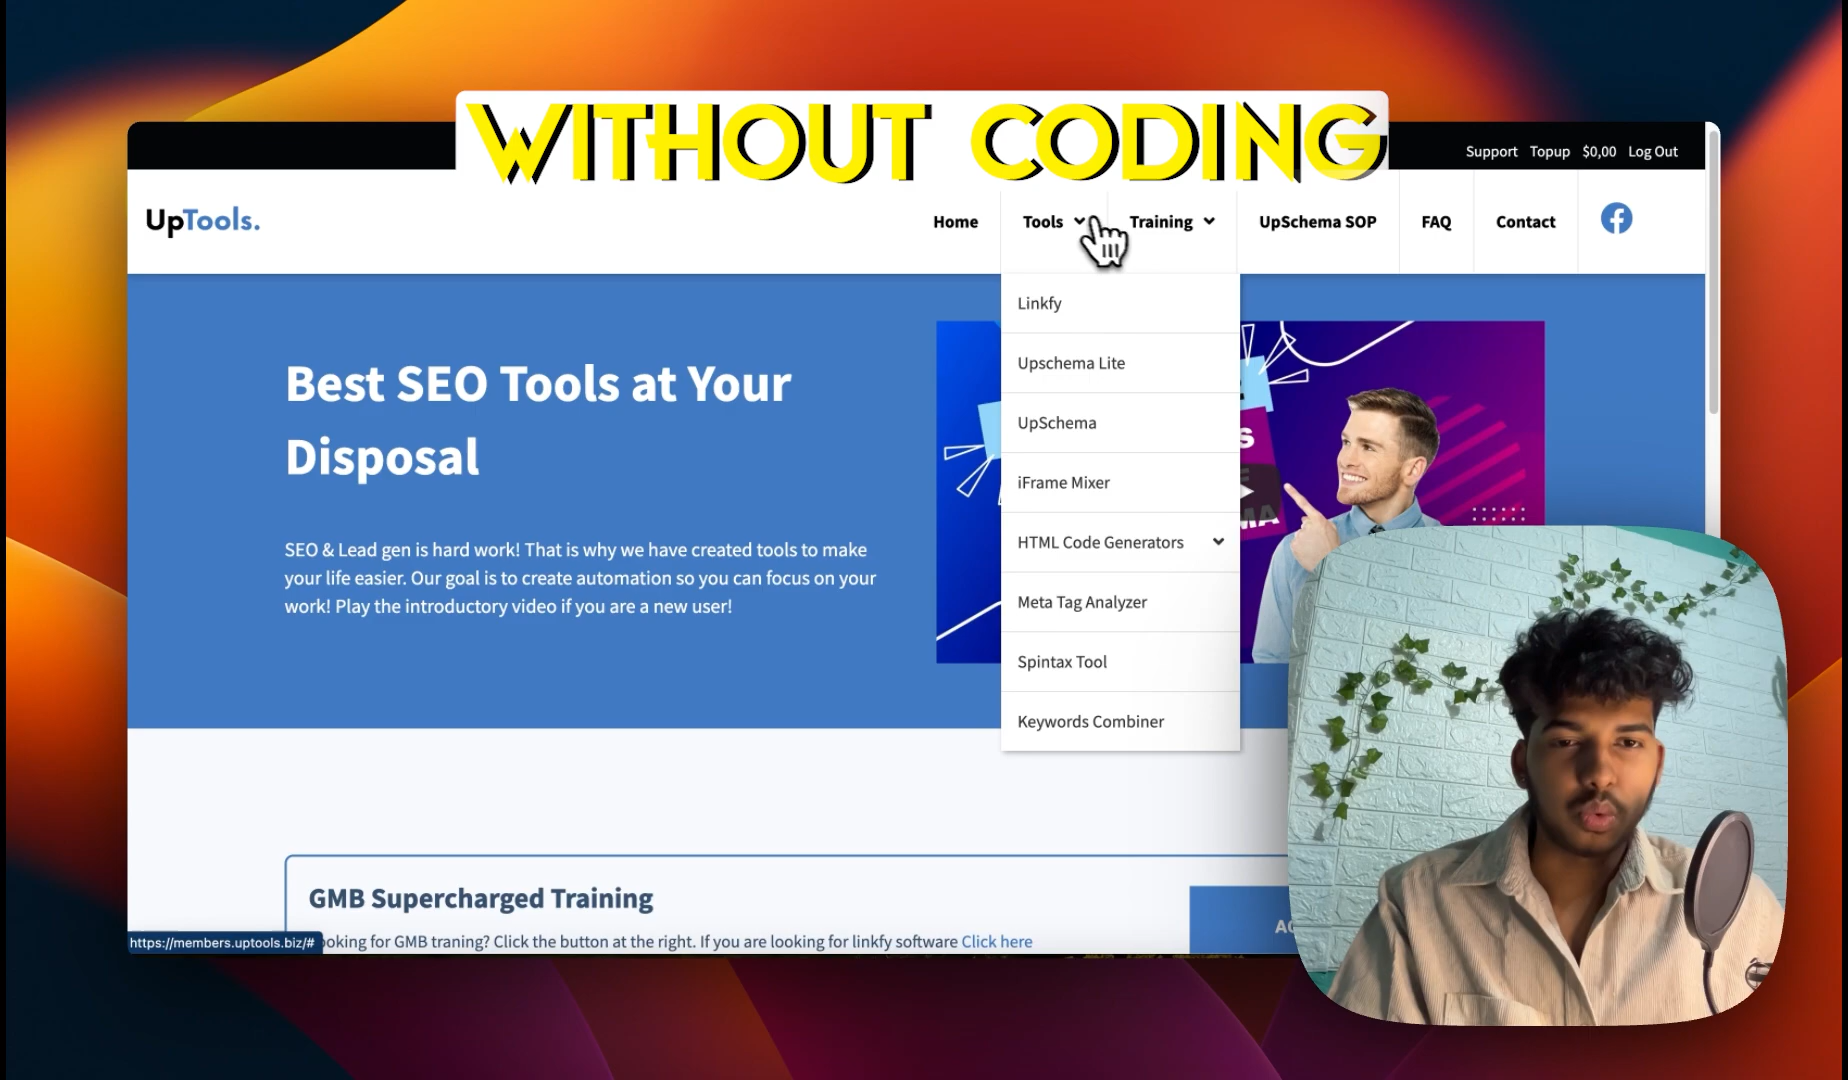 WITHOUT CODING
Support Topup $0,00 Log Out
UpTools.
Home Tools Training UpSchema SOP FAQ Contact
Linkfy
Upschema Lite
UpSchema
iFrame Mixer
HTML Code Generators
Meta Tag Analyzer
Spintax Tool
Keywords Combiner
Best SEO Tools at Your
Disposal
SEO & Lead gen is hard work! That is why we have created tools to make
your life easier. Our goal is to create automation so you can focus on your
work! Play the introductory video if you are a new user!
GMB Supercharged Training
ooking for GMB traning? Click the button at the right. If you are looking for linkfy software Click here
https://members.uptools.biz/#